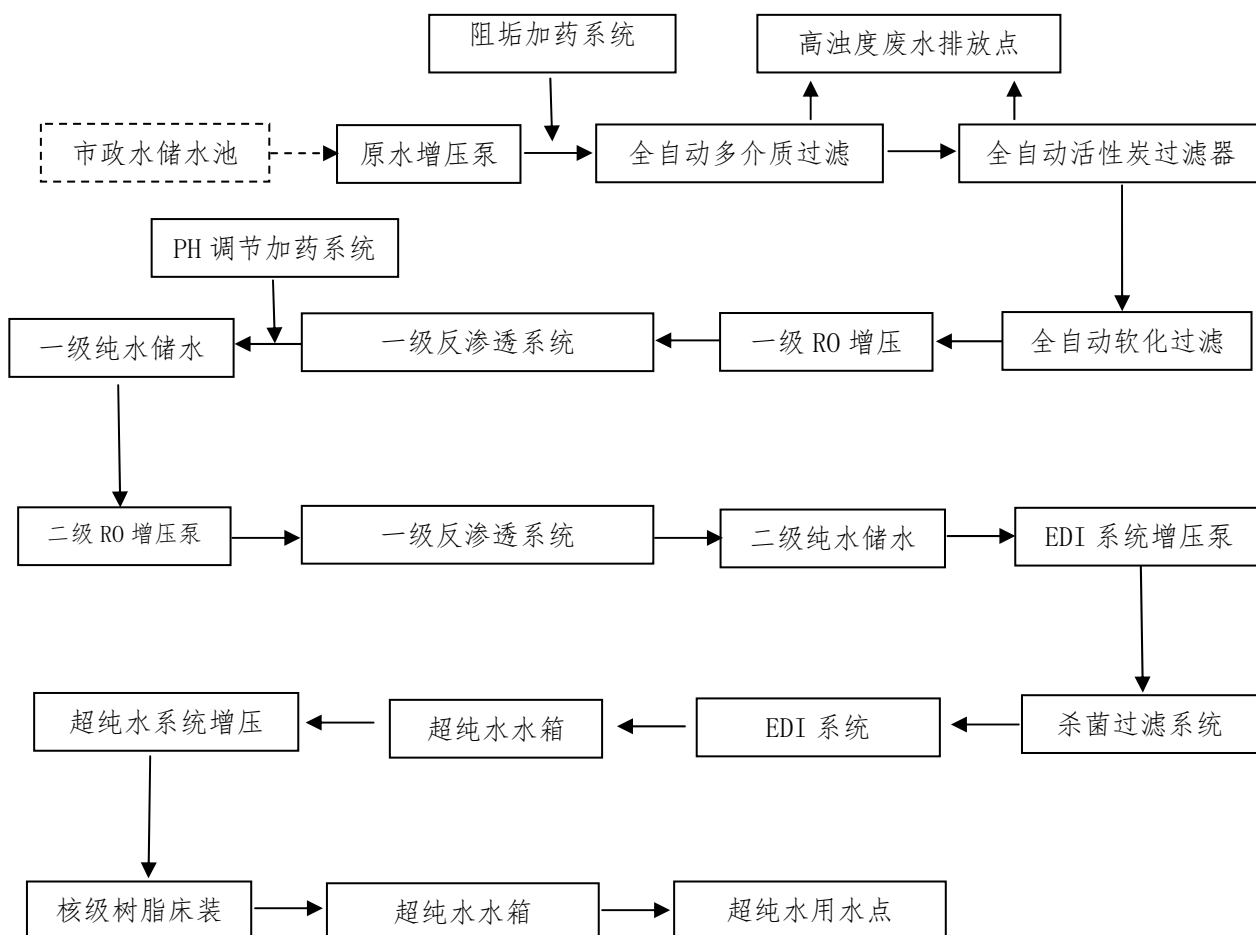 阻垢加药系统
高浊度废水排放点
市政水储水池
原水增压泵
全自动多介质过滤
全自动活性炭过滤器
PH 调节加药系统
一级纯水储水
一级反渗透系统
一级 RO 增压
全自动软化过滤
二级 RO 增压泵
一级反渗透系统
二级纯水储水
EDI 系统增压泵
超纯水系统增压
超纯水水箱
EDI 系统
杀菌过滤系统
核级树脂床装
超纯水水箱
超纯水用水点